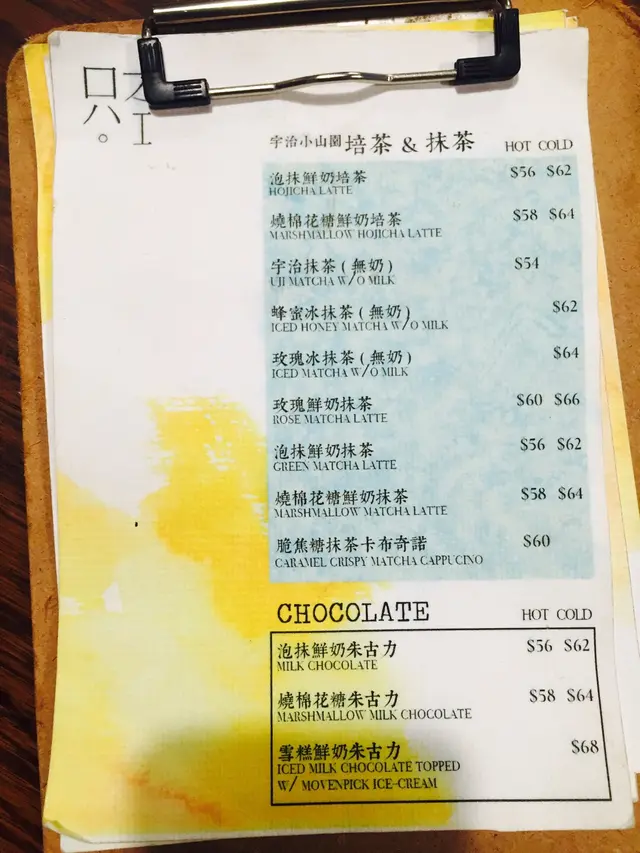 口八。
宇治小山園培茶 & 抹茶 HOT COLD
泡抹鮮奶培茶 $56 $62
HOJICHA LATTE
燒棉花糖鮮奶培茶 $58 $64
MARSHMALLOW HOJICHA LATTE
宇治抹茶 ( 無奶 ) $54
UJI MATCHA W/O MILK
蜂蜜冰抹茶 ( 無奶 ) $62
ICED HONEY MATCHA W/O MILK
玫瑰冰抹茶 ( 無奶 ) $64
ICED MATCHA W/O MILK
玫瑰鮮奶抹茶 $60 $66
ROSE MATCHA LATTE
泡抹鮮奶抹茶 $56 $62
GREEN MATCHA LATTE
燒棉花糖鮮奶抹茶 $58 $64
MARSHMALLOW MATCHA LATTE
脆焦糖抹茶卡布奇諾 $60
CARAMEL CRISPY MATCHA CAPPUCINO
CHOCOLATE HOT COLD
泡抹鮮奶朱古力 $56 $62
MILK CHOCOLATE
燒棉花糖朱古力 $58 $64
MARSHMALLOW MILK CHOCOLATE
雪糕鮮奶朱古力 $68
ICED MILK CHOCOLATE TOPPED
W/ MOVENPICK ICE-CREAM